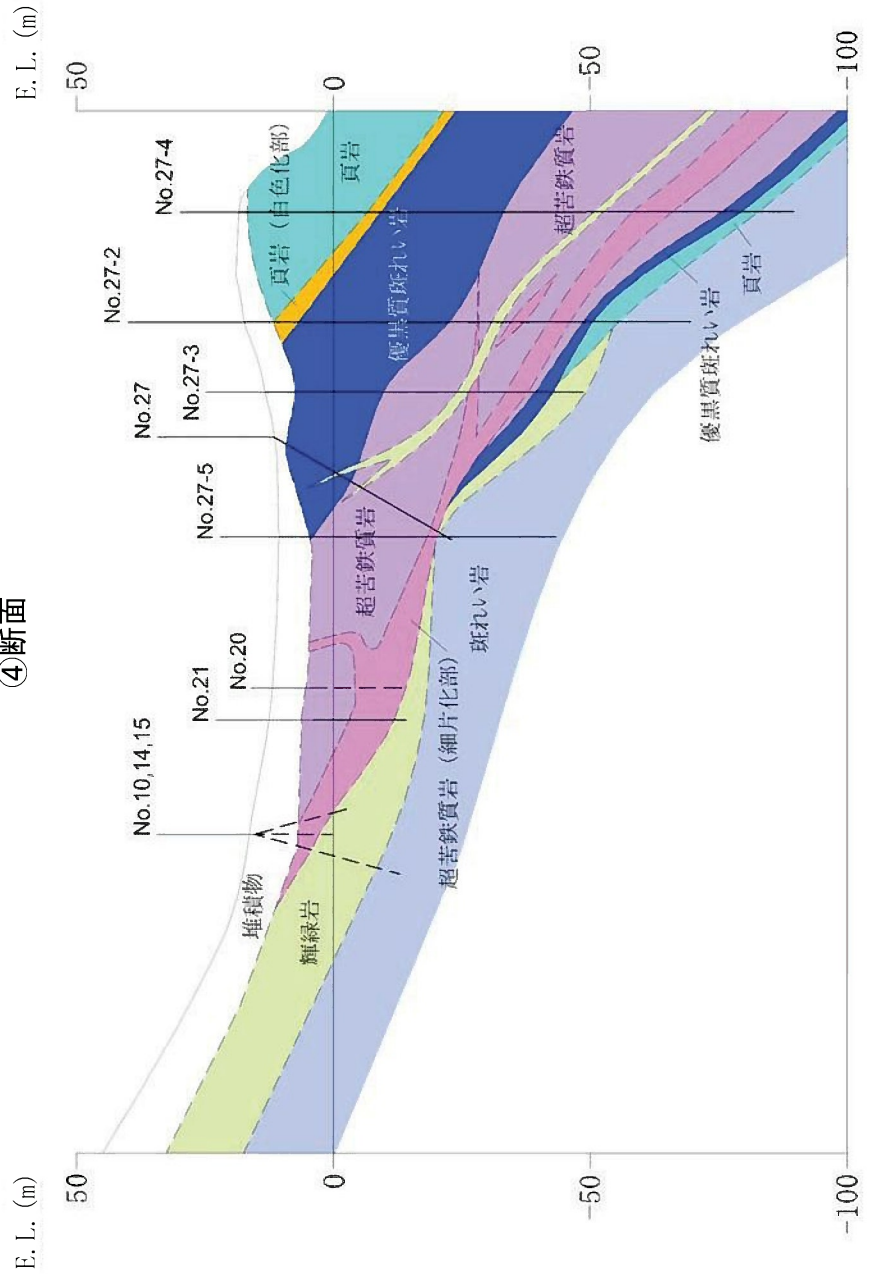 ④断面
E.L. (m)
E.L. (m)
50
0
-50
-100
50
0
-50
-100
No.10,14,15
No.21
No.20
No.27-5
No.27
No.27-3
No.27-2
No.27-4
堆積物
輝緑岩
超苦鉄質岩
超苦鉄質岩（細片化部）
斑れい岩
優黒質斑れい岩
頁岩（白色化部）
頁岩
超苦鉄質岩
優黒質斑れい岩
頁岩